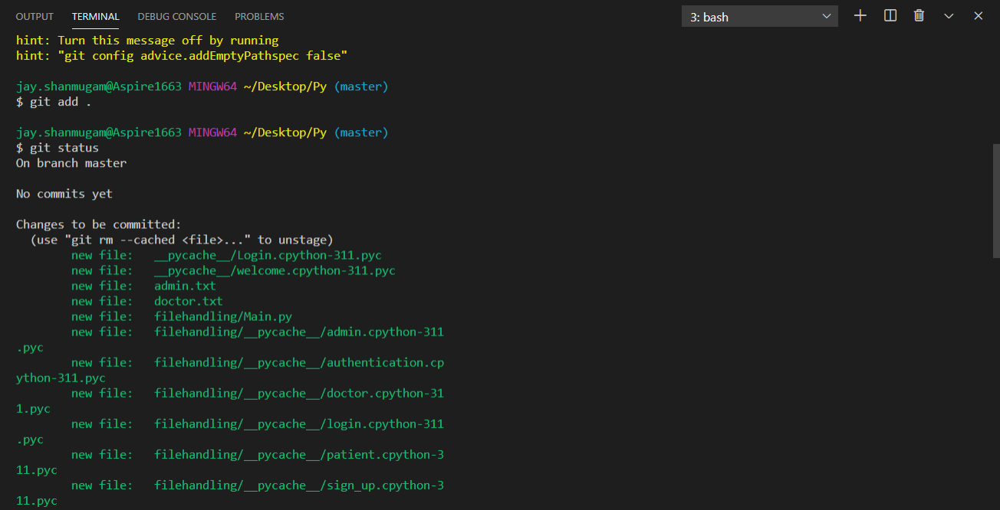 OUTPUT TERMINAL DEBUG CONSOLE PROBLEMS 3: bash
hint: Turn this message off by running
hint: "git config advice.addEmptyPathspec false"
jay.shanmugam@Aspire1663 MINGW64 ~/Desktop/Py (master)
$ git add .
jay.shanmugam@Aspire1663 MINGW64 ~/Desktop/Py (master)
$ git status
On branch master
No commits yet
Changes to be committed:
  (use "git rm --cached <file>..." to unstage)
        new file:   __pycache__/Login.cpython-311.pyc
        new file:   __pycache__/welcome.cpython-311.pyc
        new file:   admin.txt
        new file:   doctor.txt
        new file:   filehandling/Main.py
        new file:   filehandling/__pycache__/admin.cpython-311
.pyc
        new file:   filehandling/__pycache__/authentication.cp
ython-311.pyc
        new file:   filehandling/__pycache__/doctor.cpython-31
1.pyc
        new file:   filehandling/__pycache__/login.cpython-311
.pyc
        new file:   filehandling/__pycache__/patient.cpython-3
11.pyc
        new file:   filehandling/__pycache__/sign_up.cpython-3
11.pyc